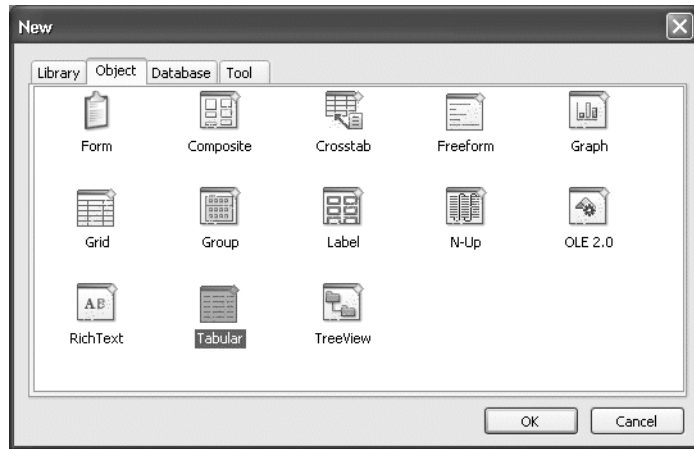 New
Library Object Database Tool
Form Composite Crosstab Freeform Graph
Grid Group Label N-Up OLE 2.0
AB
RichText Tabular TreeView
OK Cancel